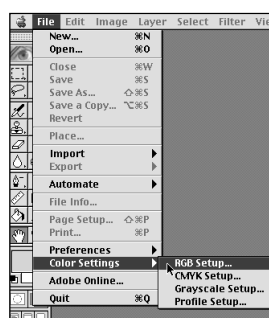 File Edit Image Layer Select Filter Vi
New... ⌘N
Open... ⌘O
Close ⌘W
Save ⌘S
Save As... ⇧⌘S
Save a Copy... ⌥⌘S
Revert
Place...
Import
Export
Automate
File Info...
Page Setup... ⇧⌘P
Print... ⌘P
Preferences
Color Settings
RGB Setup...
CMYK Setup...
Grayscale Setup...
Profile Setup...
Adobe Online...
Quit ⌘Q